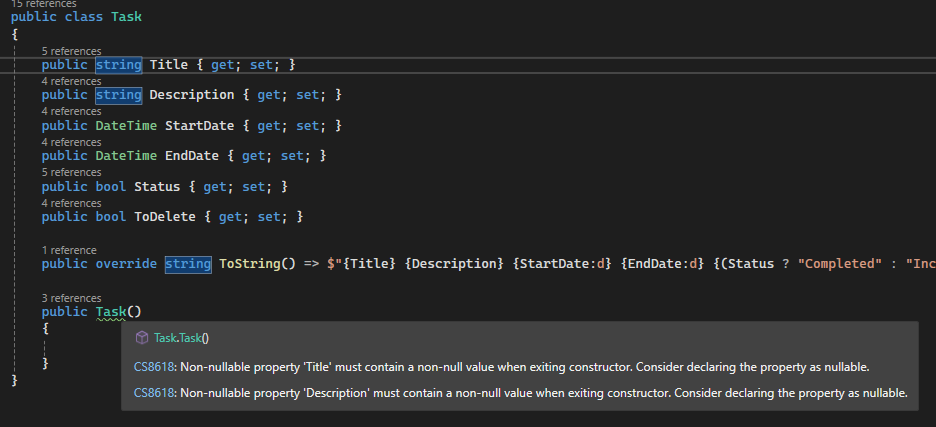 15 references
public class Task
{
5 references
public string Title { get; set; }
4 references
public string Description { get; set; }
4 references
public DateTime StartDate { get; set; }
4 references
public DateTime EndDate { get; set; }
5 references
public bool Status { get; set; }
4 references
public bool ToDelete { get; set; }
1 reference
public override string ToString() => $"{Title} {Description} {StartDate:d} {EndDate:d} {(Status ? "Completed" : "Inc
3 references
public Task()
{
Task.Task()
CS8618: Non-nullable property 'Title' must contain a non-null value when exiting constructor. Consider declaring the property as nullable.
}
CS8618: Non-nullable property 'Description' must contain a non-null value when exiting constructor. Consider declaring the property as nullable.
}